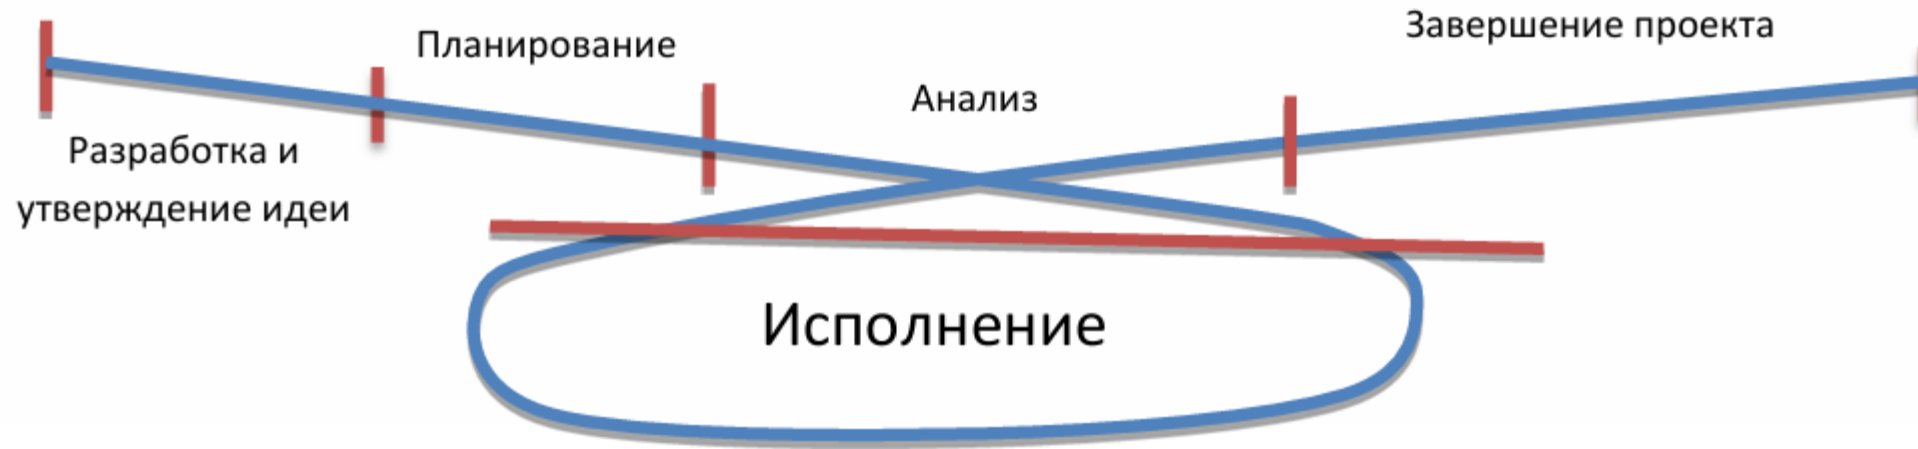 Планирование
Завершение проекта
Анализ
Разработка и
утверждение идеи
Исполнение